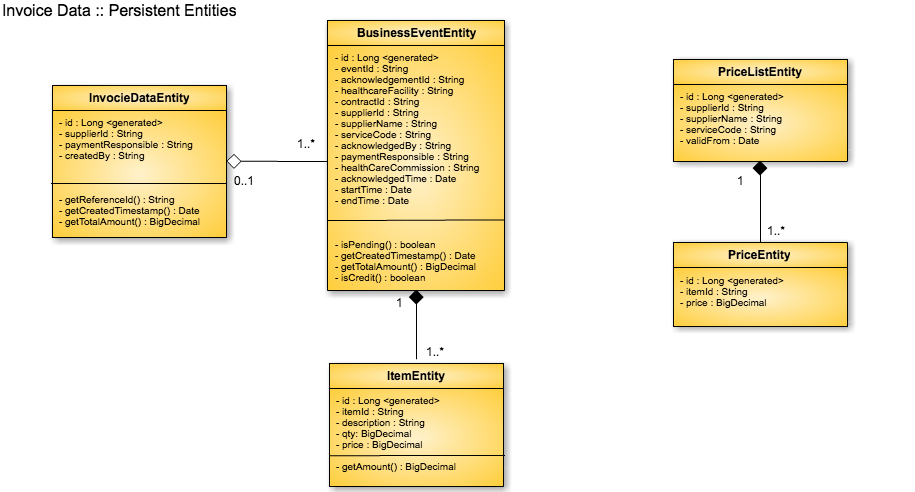 Invoice Data :: Persistent Entities
InvocieDataEntity
- id : Long <generated>
- supplierId : String
- paymentResponsible : String
- createdBy : String
- getReferenceId() : String
- getCreatedTimestamp() : Date
- getTotalAmount() : BigDecimal
0..1
1..*
BusinessEventEntity
- id : Long <generated>
- eventId : String
- acknowledgementId : String
- healthcareFacility : String
- contractId : String
- supplierId : String
- supplierName : String
- serviceCode : String
- acknowledgedBy : String
- paymentResponsible : String
- healthCareCommission : String
- acknowledgedTime : Date
- startTime : Date
- endTime : Date
- isPending() : boolean
- getCreatedTimestamp() : Date
- getTotalAmount() : BigDecimal
- isCredit() : boolean
1
1..*
ItemEntity
- id : Long <generated>
- itemId : String
- description : String
- qty: BigDecimal
- price : BigDecimal
- getAmount() : BigDecimal
PriceListEntity
- id : Long <generated>
- supplierId : String
- supplierName : String
- serviceCode : String
- validFrom : Date
1
1..*
PriceEntity
- id : Long <generated>
- itemId : String
- price : BigDecimal